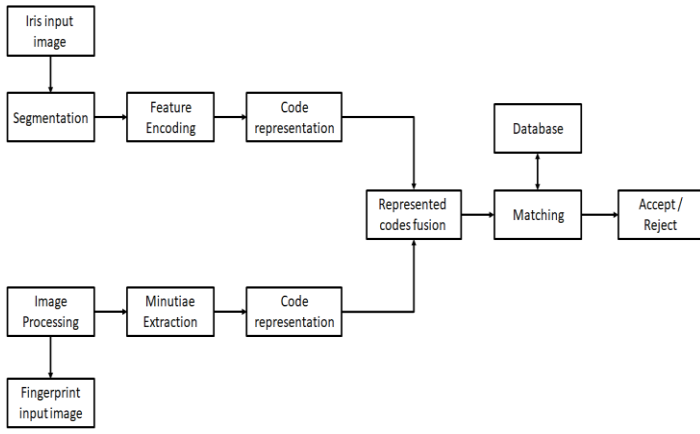 Iris input
image
Segmentation
Feature
Encoding
Code
representation
Database
Represented
codes fusion
Matching
Accept /
Reject
Image
Processing
Minutiae
Extraction
Code
representation
Fingerprint
input image